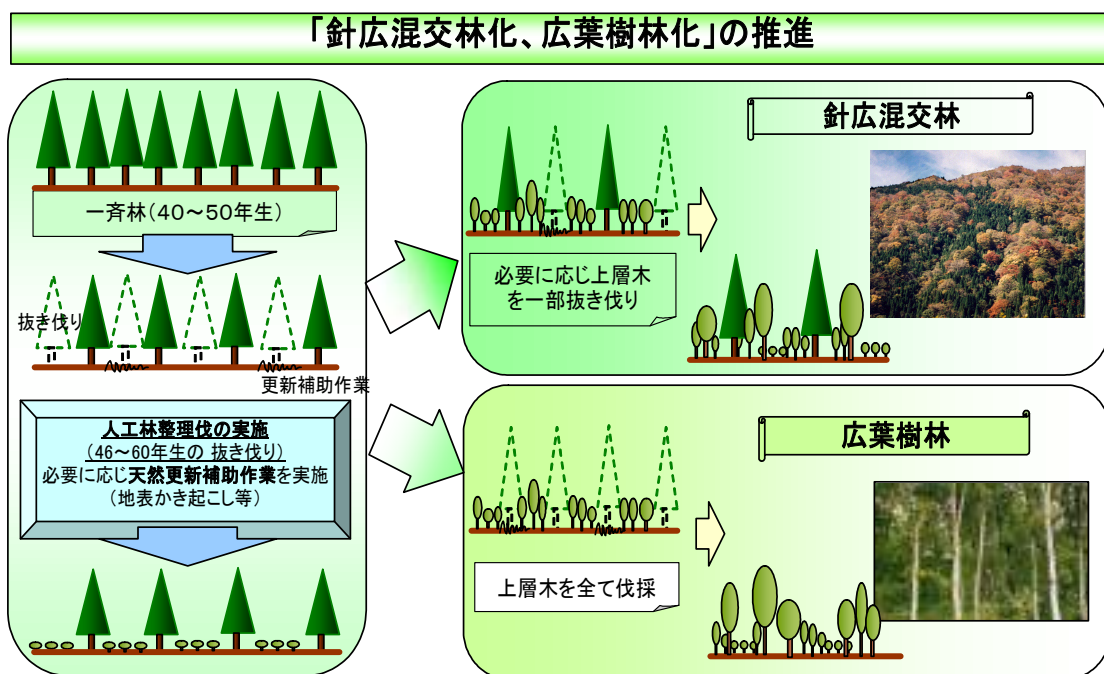 「針広混交林化、広葉樹林化」の推進
一斉林(40~50年生)
抜き伐り
更新補助作業
人工林整理伐の実施
(46~60年生の 抜き伐り)
必要に応じ天然更新補助作業を実施
(地表かき起こし等)
針広混交林
必要に応じ上層木
を一部抜き伐り
広葉樹林
上層木を全て伐採